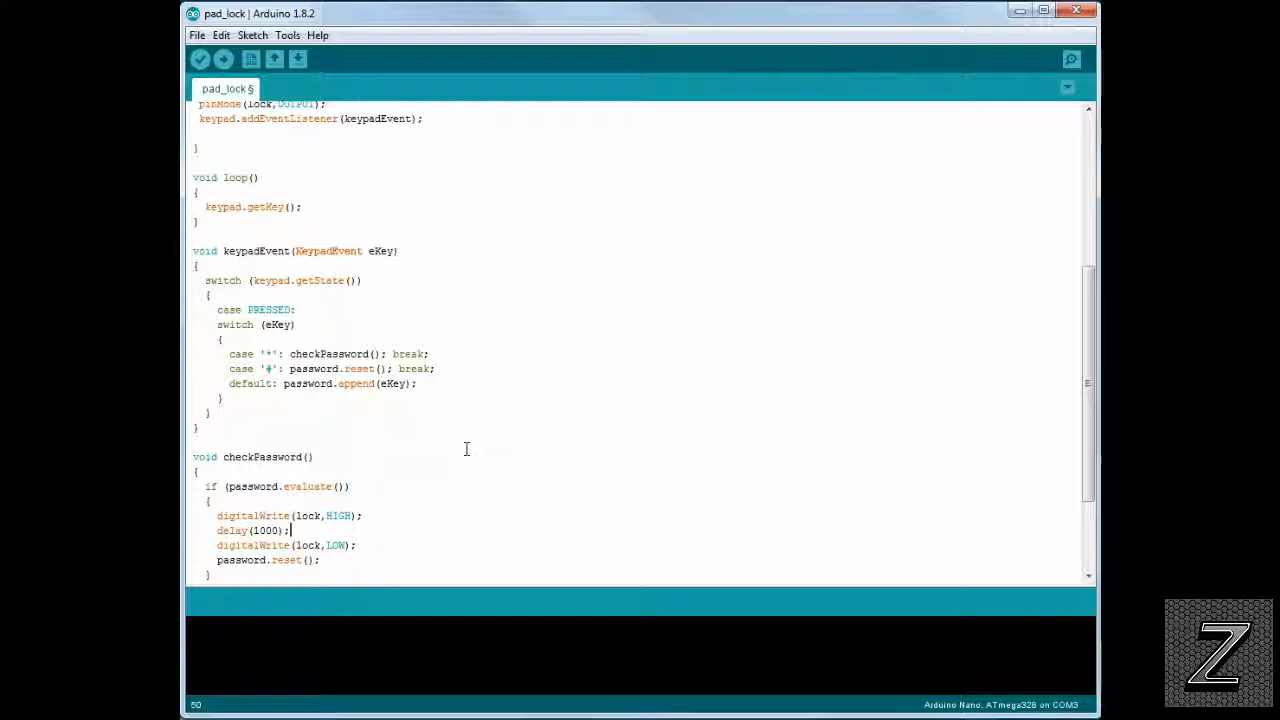 pad_lock | Arduino 1.8.2
File Edit Sketch Tools Help
pad_lock §
pinMode(lock,OUTPUT);
keypad.addEventListener(keypadEvent);
}
void loop()
{
keypad.getKey();
}
void keypadEvent(KeypadEvent eKey)
{
switch (keypad.getState())
{
case PRESSED:
switch (eKey)
{
case '*': checkPassword(); break;
case '#': password.reset(); break;
default: password.append(eKey);
}
}
}
void checkPassword()
{
if (password.evaluate())
{
digitalWrite(lock,HIGH);
delay(1000);
digitalWrite(lock,LOW);
password.reset();
}
50
Arduino Nano, ATmega328 on COM3
Z